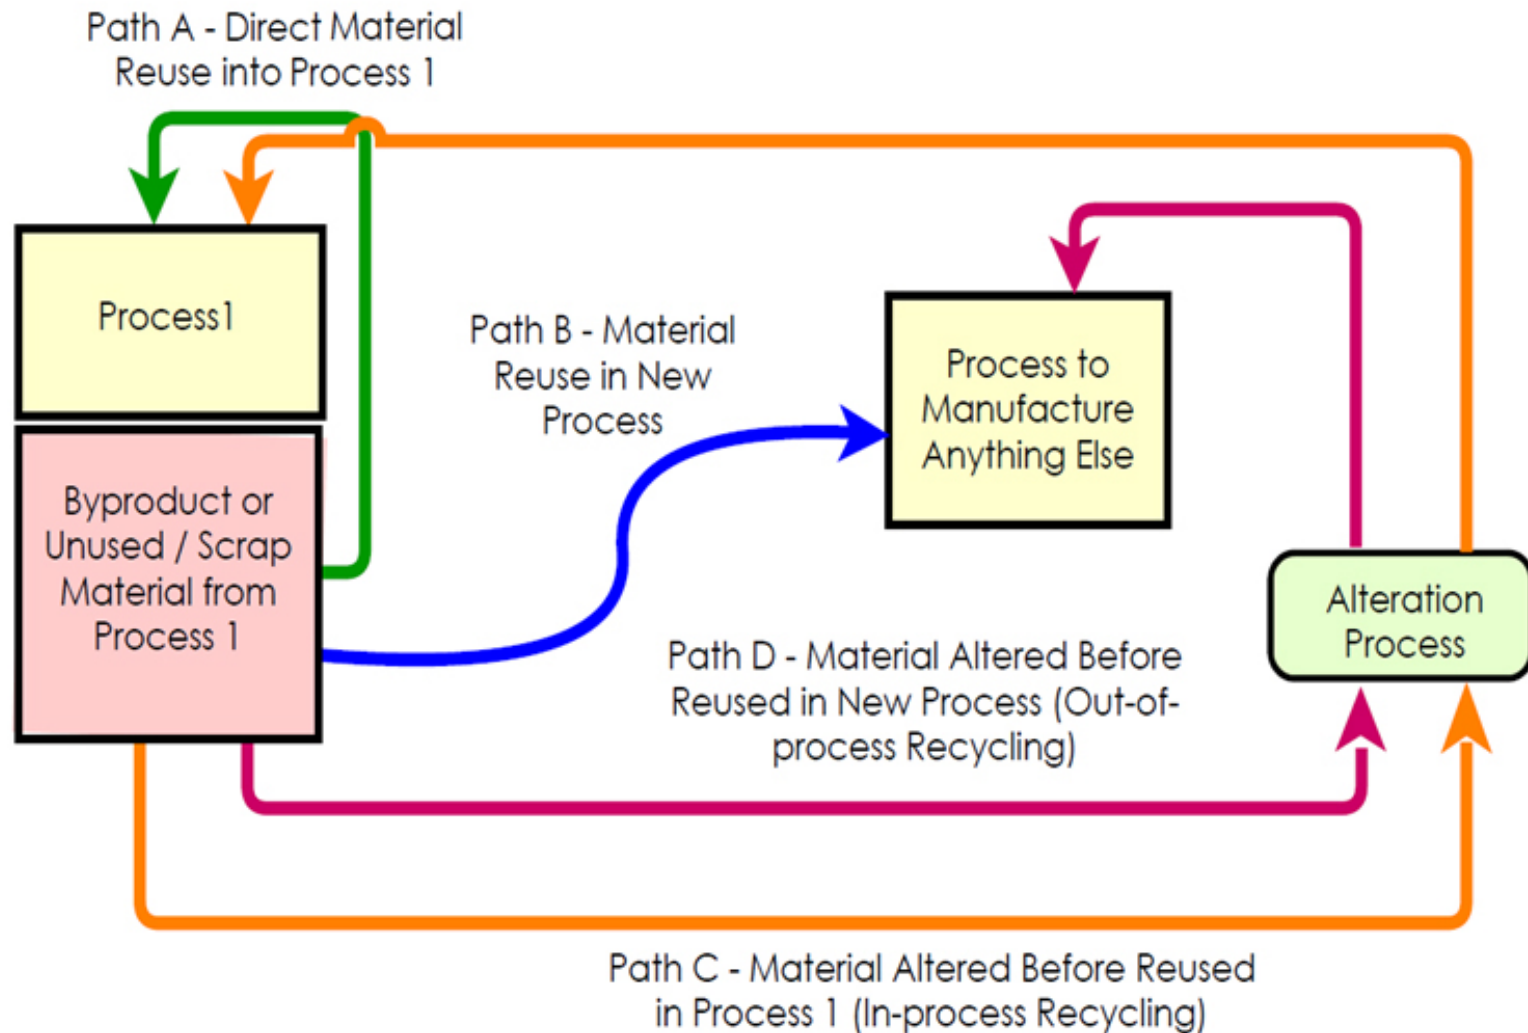 Path A - Direct Material
Reuse into Process 1
Process1
Byproduct or
Unused / Scrap
Material from
Process 1
Path B - Material
Reuse in New
Process
Process to
Manufacture
Anything Else
Alteration
Process
Path D - Material Altered Before
Reused in New Process (Out-of-
process Recycling)
Path C - Material Altered Before Reused
in Process 1 (In-process Recycling)